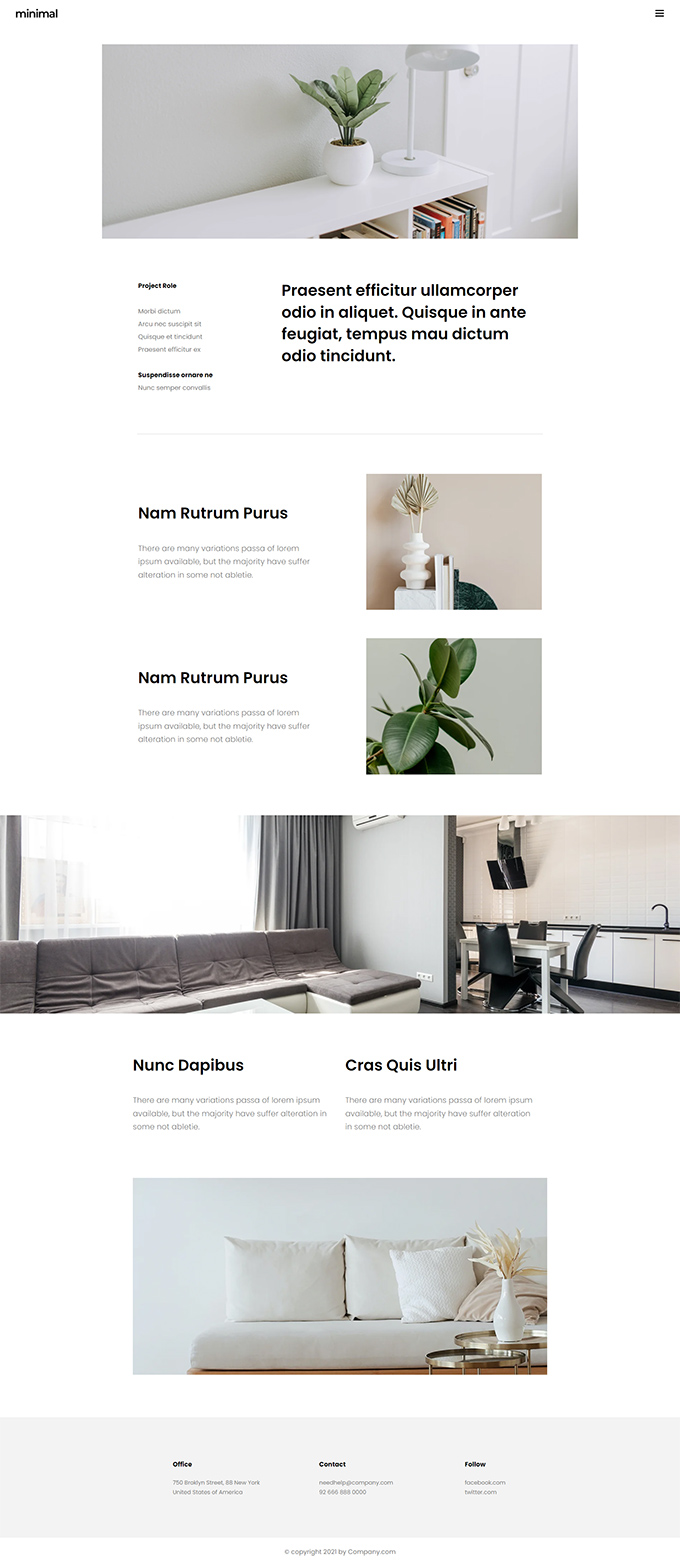 minimal
Project Role
Morbi dictum
Arcu nec suscipit sit
Quisque et tincidunt
Praesent efficitur ex
Suspendisse ornare ne
Nunc semper convallis
Praesent efficitur ullamcorper
odio in aliquet. Quisque in ante
feugiat, tempus mau dictum
odio tincidunt.
Nam Rutrum Purus
There are many variations passa of lorem
ipsum available, but the majority have suffer
alteration in some not abletie.
Nam Rutrum Purus
There are many variations passa of lorem
ipsum available, but the majority have suffer
alteration in some not abletie.
Nunc Dapibus
There are many variations passa of lorem ipsum
available, but the majority have suffer alteration in
some not abletie.
Cras Quis Ultri
There are many variations passa of lorem ipsum
available, but the majority have suffer alteration
in some not abletie.
Office
750 Broklyn Street, 88 New York
United States of America
Contact
needhelp@company.com
92 666 888 0000
Follow
facebook.com
twitter.com
© copyright 2021 by Company.com